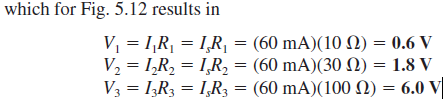 which for Fig. 5.12 results in
V₁ = I₁R₁ = IₛR₁ = (60 mA)(10 Ω) = 0.6 V
V₂ = I₂R₂ = IₛR₂ = (60 mA)(30 Ω) = 1.8 V
V₃ = I₃R₃ = IₛR₃ = (60 mA)(100 Ω) = 6.0 V